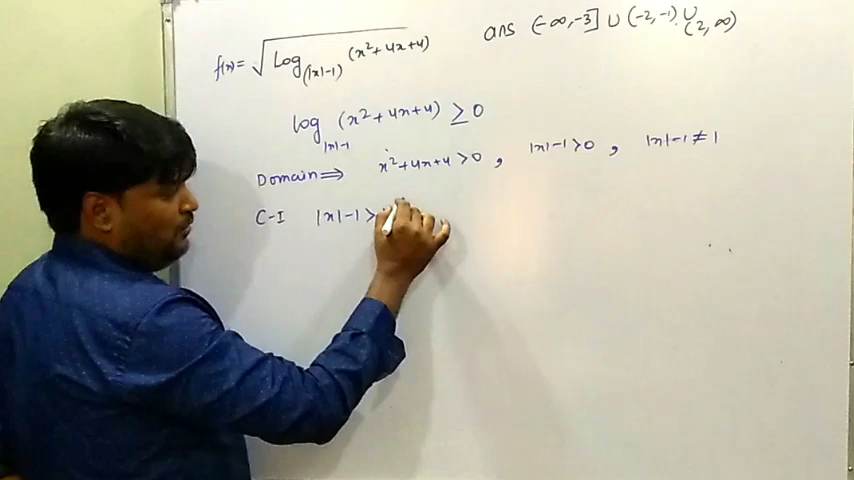 f(x) = √Log(|x|-1) (x²+4x+4)
ans (-∞,-3] ∪ (-2,-1) ∪ (2,∞)
log|x|-1 (x²+4x+4) ≥ 0
Domain ⇒ x²+4x+4 >0 , |x|-1 >0 , |x|-1 ≠ 1
C-I |x|-1 >